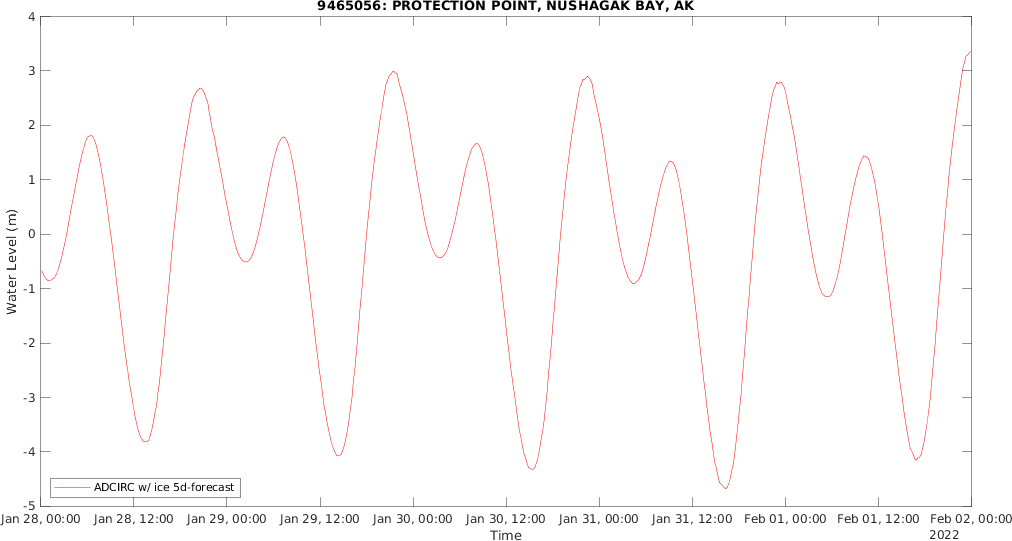 9465056: PROTECTION POINT, NUSHAGAK BAY, AK
4
3
2
1
0
-1
-2
-3
-4
-5
Water Level (m)
ADCIRC w/ ice 5d-forecast
Jan 28, 00:00 Jan 28, 12:00 Jan 29, 00:00 Jan 29, 12:00 Jan 30, 00:00 Jan 30, 12:00 Jan 31, 00:00 Jan 31, 12:00 Feb 01, 00:00 Feb 01, 12:00 Feb 02, 00:00
Time
2022